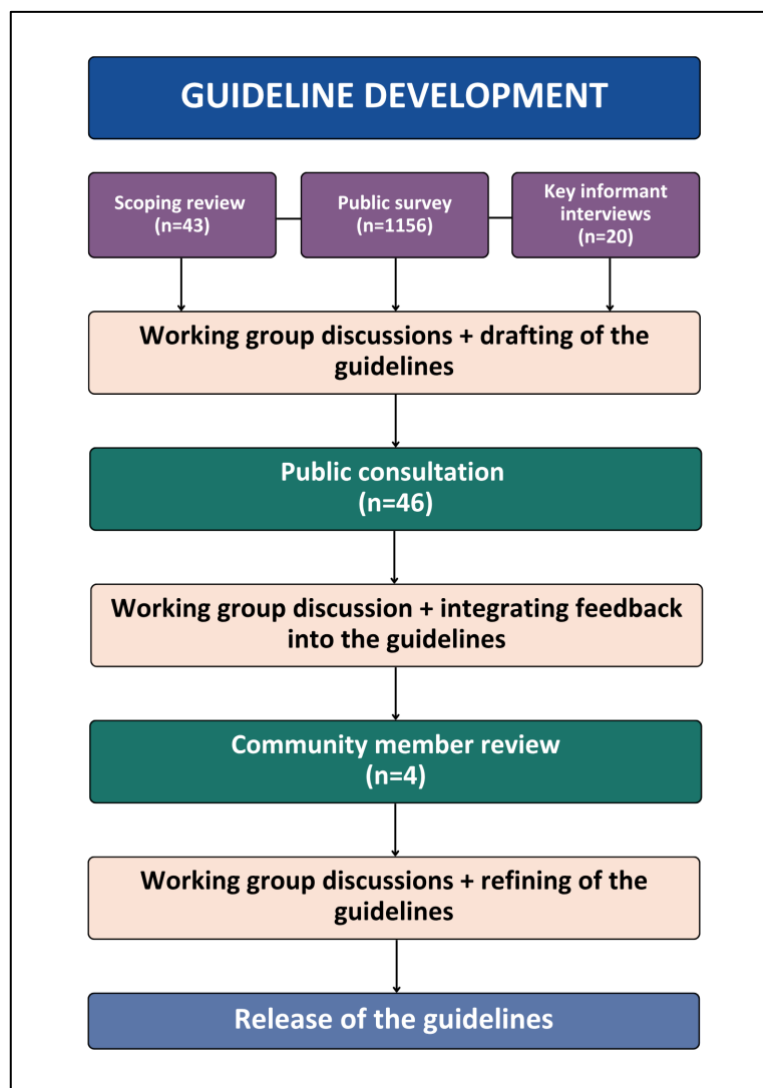 GUIDELINE DEVELOPMENT
Scoping review
(n=43)
Public survey
(n=1156)
Key informant
interviews
(n=20)
Working group discussions + drafting of the
guidelines
Public consultation
(n=46)
Working group discussion + integrating feedback
into the guidelines
Community member review
(n=4)
Working group discussions + refining of the
guidelines
Release of the guidelines